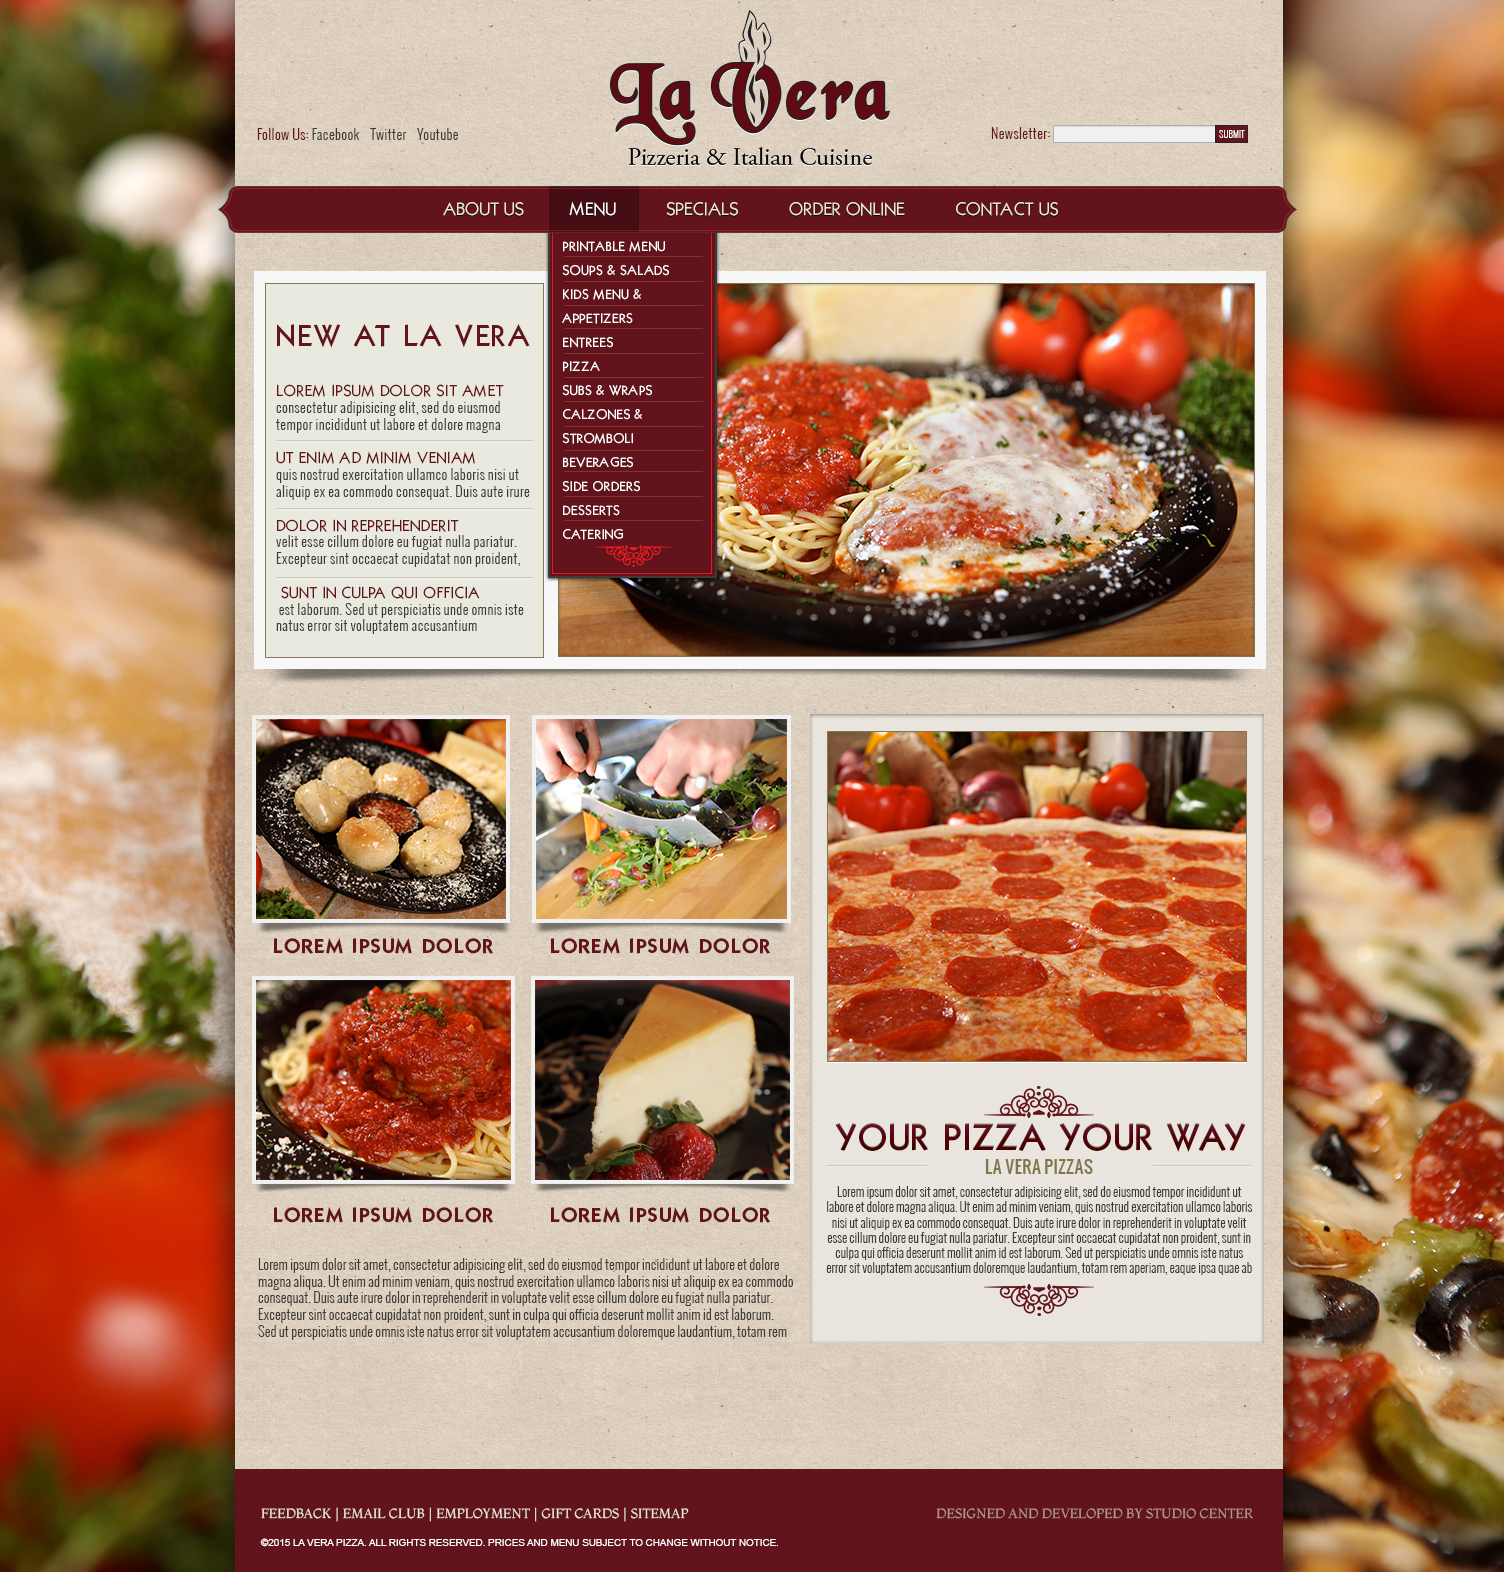 La Vera
Pizzeria & Italian Cuisine
Follow Us: Facebook Twitter Youtube
Newsletter: SUBMIT
ABOUT US MENU SPECIALS ORDER ONLINE CONTACT US
PRINTABLE MENU
SOUPS & SALADS
KIDS MENU &
APPETIZERS
ENTREES
PIZZA
SUBS & WRAPS
CALZONES &
STROMBOLI
BEVERAGES
SIDE ORDERS
DESSERTS
CATERING
NEW AT LA VERA
LOREM IPSUM DOLOR SIT AMET
consectetur adipisicing elit, sed do eiusmod
tempor incididunt ut labore et dolore magna
UT ENIM AD MINIM VENIAM
quis nostrud exercitation ullamco laboris nisi ut
aliquip ex ea commodo consequat. Duis aute irure
DOLOR IN REPREHENDERIT
velit esse cillum dolore eu fugiat nulla pariatur.
Excepteur sint occaecat cupidatat non proident,
SUNT IN CULPA QUI OFFICIA
est laborum. Sed ut perspiciatis unde omnis iste
natus error sit voluptatem accusantium
LOREM IPSUM DOLOR
LOREM IPSUM DOLOR
LOREM IPSUM DOLOR
LOREM IPSUM DOLOR
Lorem ipsum dolor sit amet, consectetur adipisicing elit, sed do eiusmod tempor incididunt ut labore et dolore
magna aliqua. Ut enim ad minim veniam, quis nostrud exercitation ullamco laboris nisi ut aliquip ex ea commodo
consequat. Duis aute irure dolor in reprehenderit in voluptate velit esse cillum dolore eu fugiat nulla pariatur.
Excepteur sint occaecat cupidatat non proident, sunt in culpa qui officia deserunt mollit anim id est laborum.
Sed ut perspiciatis unde omnis iste natus error sit voluptatem accusantium doloremque laudantium, totam rem
YOUR PIZZA YOUR WAY
LA VERA PIZZAS
Lorem ipsum dolor sit amet, consectetur adipisicing elit, sed do eiusmod tempor incididunt ut
labore et dolore magna aliqua. Ut enim ad minim veniam, quis nostrud exercitation ullamco laboris
nisi ut aliquip ex ea commodo consequat. Duis aute irure dolor in reprehenderit in voluptate velit
esse cillum dolore eu fugiat nulla pariatur. Excepteur sint occaecat cupidatat non proident, sunt in
culpa qui officia deserunt mollit anim id est laborum. Sed ut perspiciatis unde omnis iste natus
error sit voluptatem accusantium doloremque laudantium, totam rem aperiam, eaque ipsa quae ab
FEEDBACK | EMAIL CLUB | EMPLOYMENT | GIFT CARDS | SITEMAP
DESIGNED AND DEVELOPED BY STUDIO CENTER
©2015 LA VERA PIZZA. ALL RIGHTS RESERVED. PRICES AND MENU SUBJECT TO CHANGE WITHOUT NOTICE.